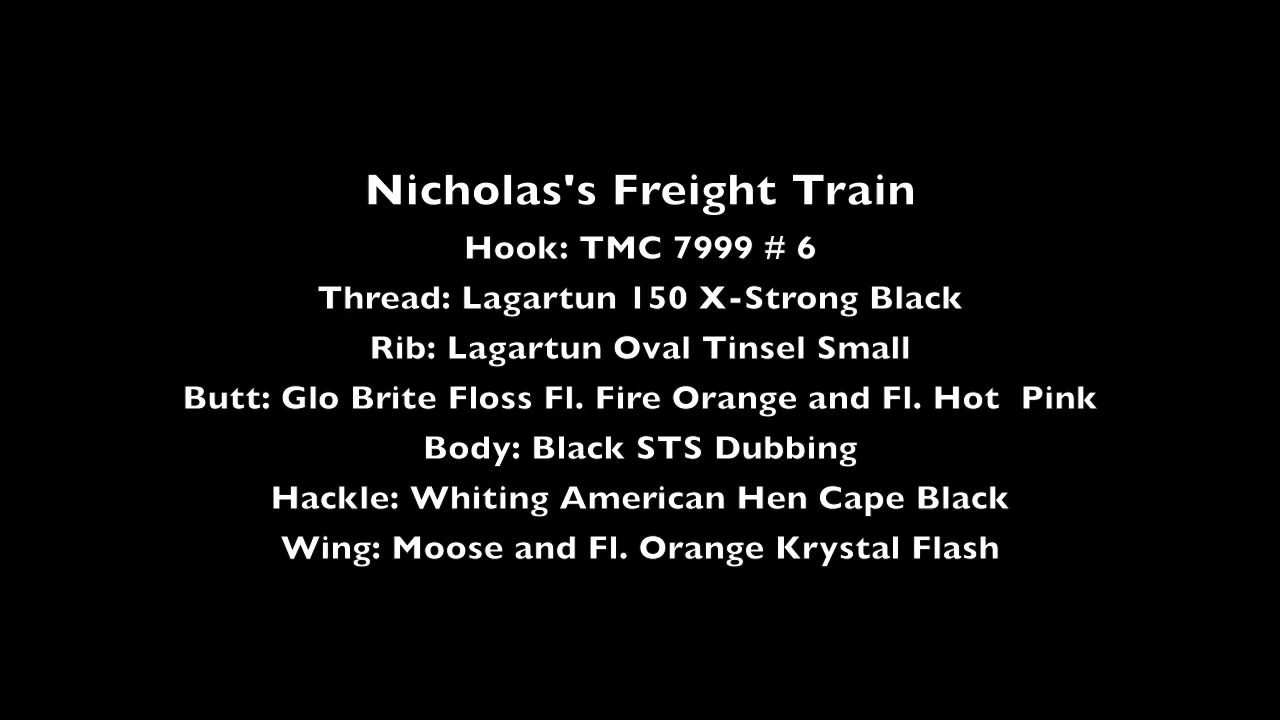 Nicholas's Freight Train
Hook: TMC 7999 # 6
Thread: Lagartun 150 X-Strong Black
Rib: Lagartun Oval Tinsel Small
Butt: Glo Brite Floss Fl. Fire Orange and Fl. Hot  Pink
Body: Black STS Dubbing
Hackle: Whiting American Hen Cape Black
Wing: Moose and Fl. Orange Krystal Flash